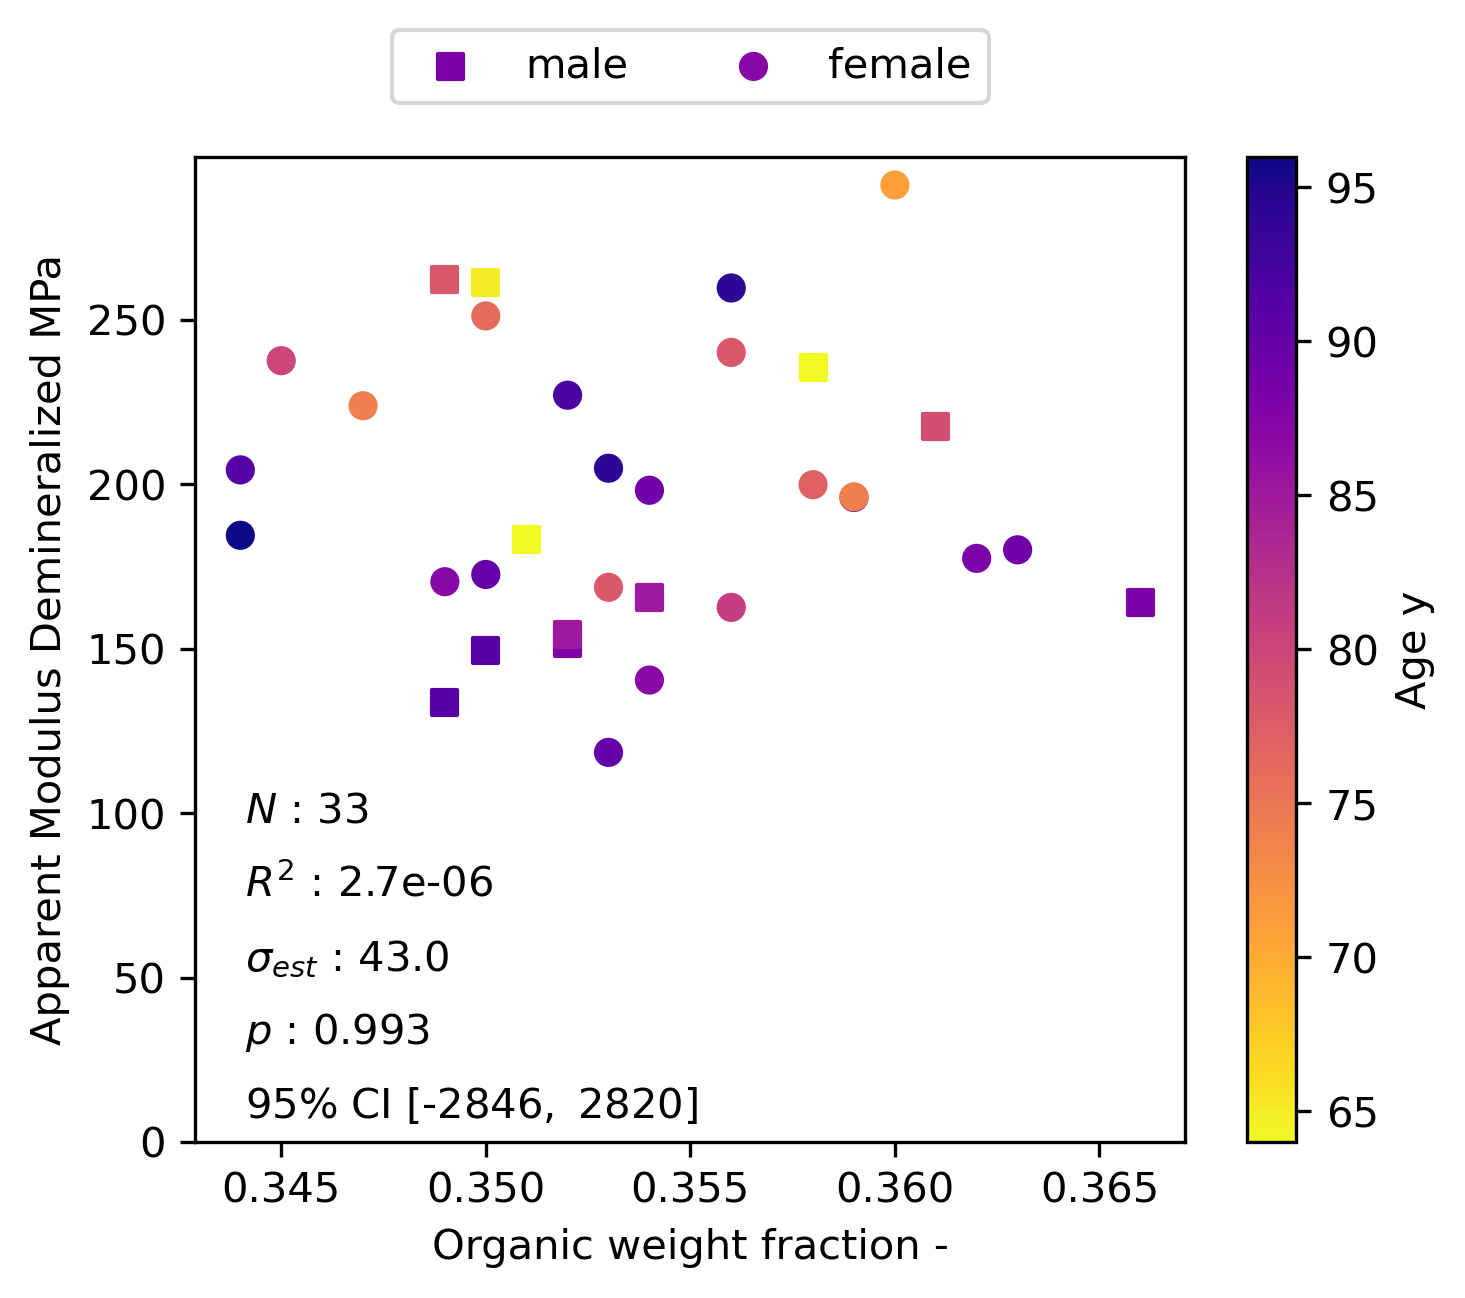 male female
Apparent Modulus Demineralized MPa
250
200
150
100
50
0
N : 33
R² : 2.7e-06
σest : 43.0
p : 0.993
95% CI [-2846, 2820]
0.345 0.350 0.355 0.360 0.365
Organic weight fraction -
95
90
85
80
75
70
65
Age y